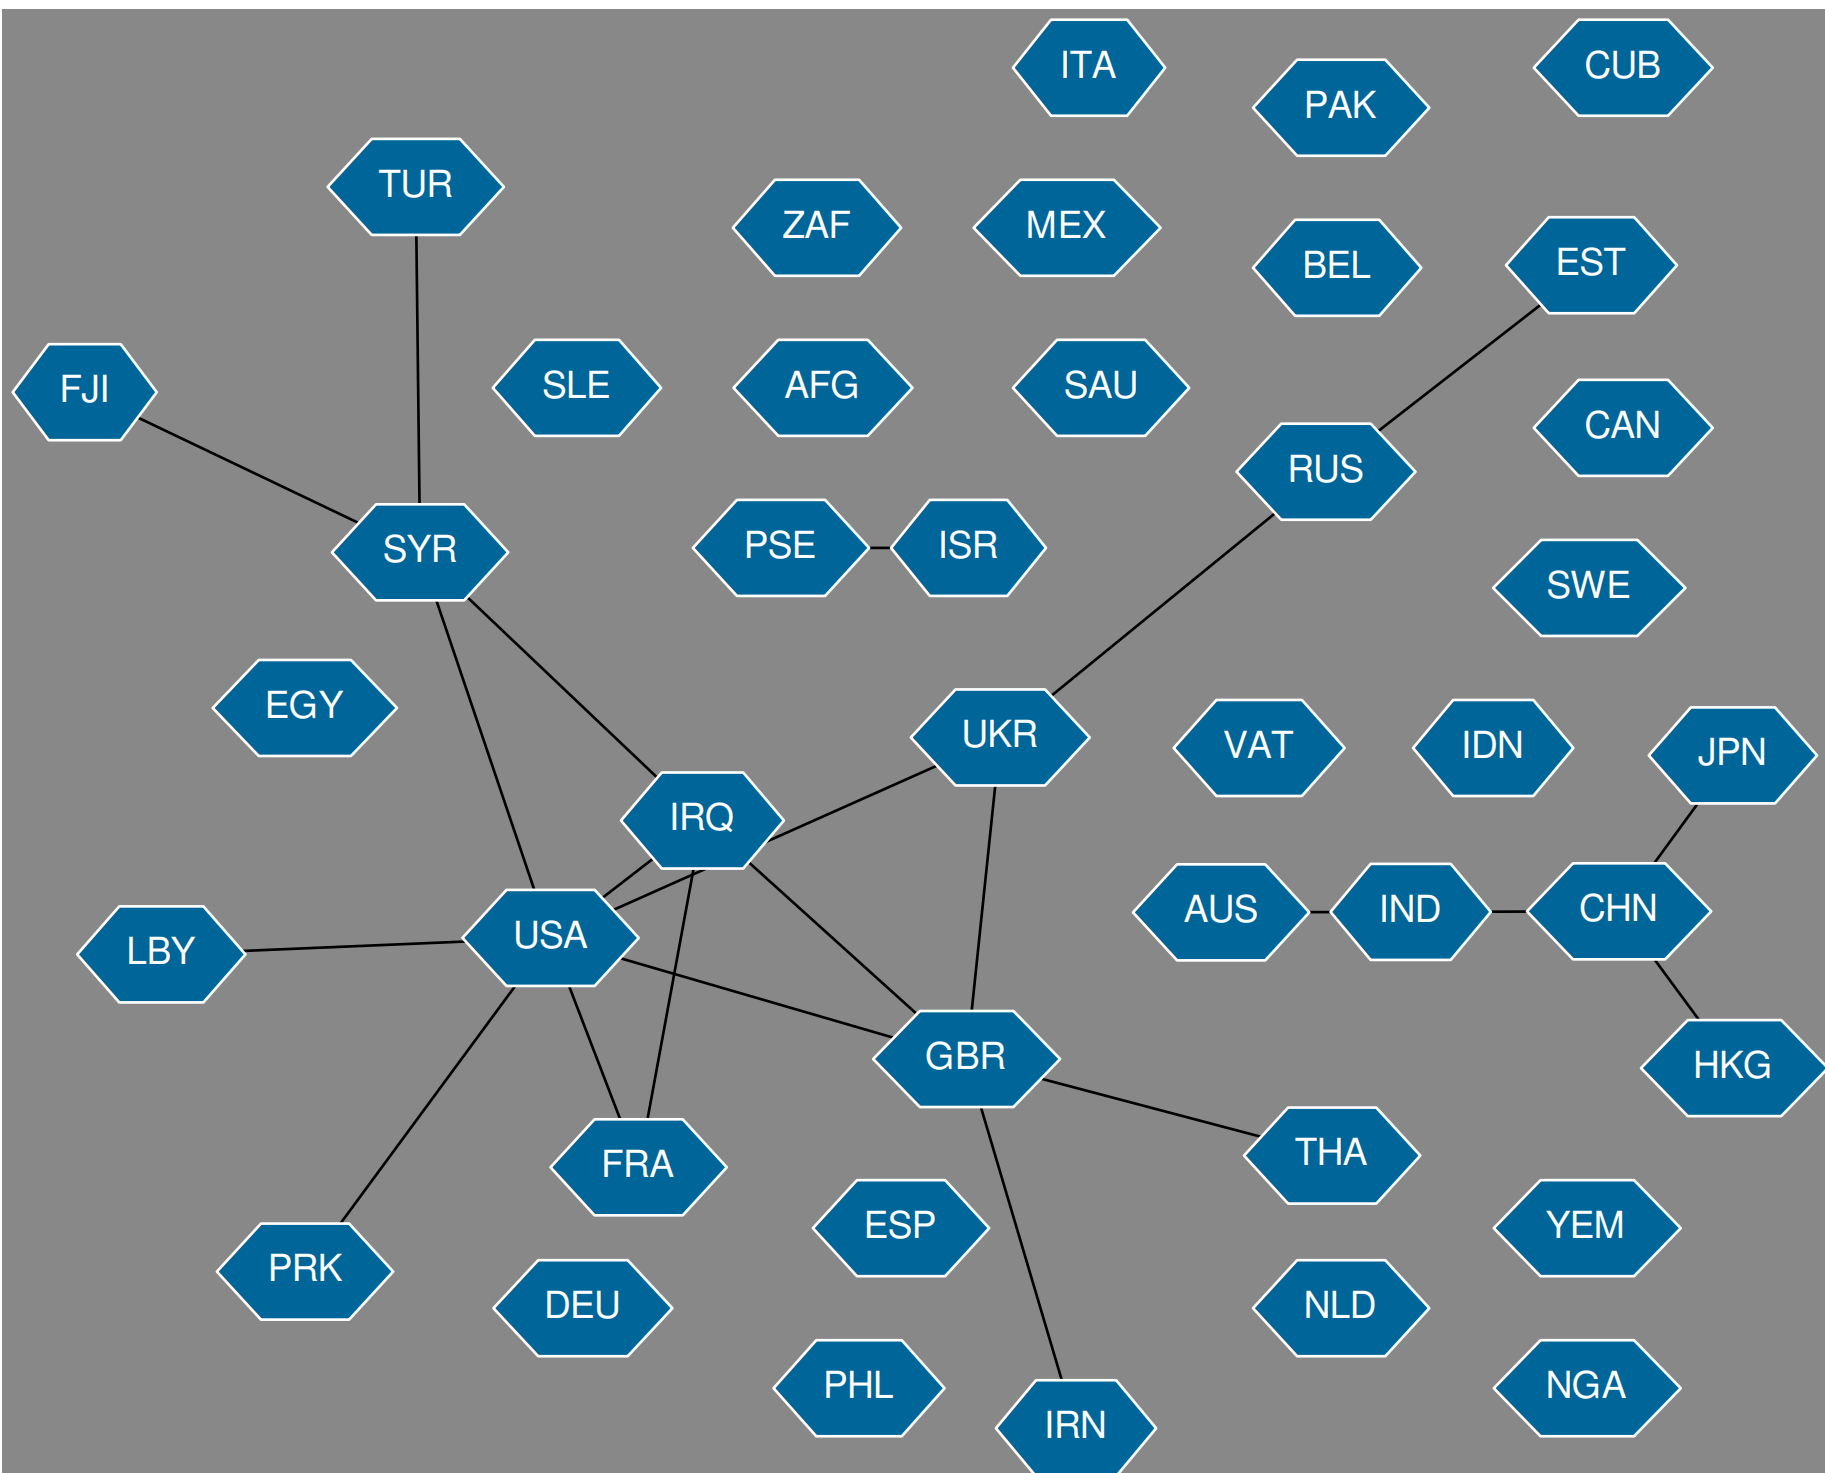 ITA
CUB
PAK
TUR
ZAF
MEX
BEL
EST
FJI
SLE
AFG
SAU
CAN
RUS
SYR
PSE
ISR
SWE
EGY
UKR
VAT
IDN
JPN
IRQ
LBY
USA
AUS
IND
CHN
GBR
HKG
FRA
THA
ESP
YEM
PRK
DEU
NLD
PHL
IRN
NGA